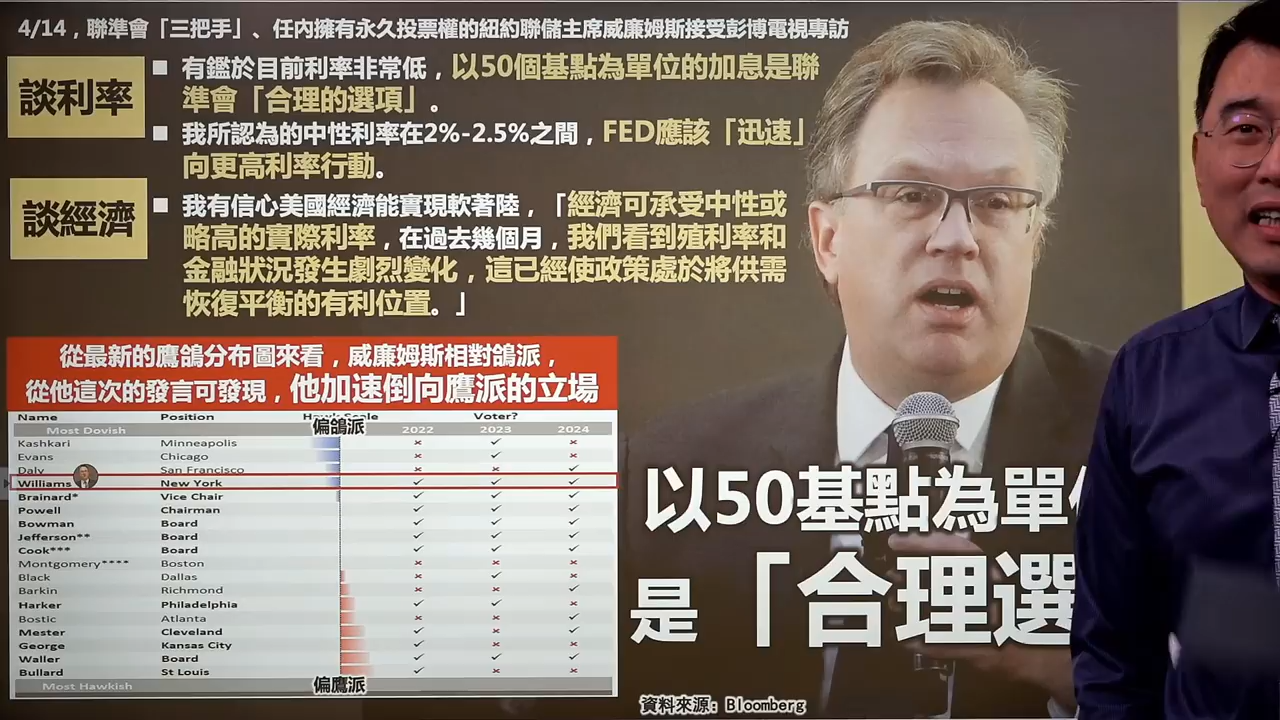 4/14，聯準會「三把手」、任內擁有永久投票權的紐約聯儲主席威廉姆斯接受彭博電視專訪
談利率
■ 有鑑於目前利率非常低，以50個基點為單位的加息是聯
準會「合理的選項」。
■ 我所認為的中性利率在2%-2.5%之間，FED應該「迅速」
向更高利率行動。
談經濟
■ 我有信心美國經濟能實現軟著陸，「經濟可承受中性或
略高的實際利率，在過去幾個月，我們看到殖利率和
金融狀況發生劇烈變化，這已經使政策處於將供需
恢復平衡的有利位置。」
從最新的鷹鴿分布圖來看，威廉姆斯相對鴿派，
從他這次的發言可發現，他加速倒向鷹派的立場
Name Position Hawk Scale Voter?
偏鴿派
Most Dovish 2022 2023 2024
Kashkari Minneapolis × ✓ ×
Evans Chicago × ✓ ×
Daly San Francisco × × ✓
Williams New York ✓ ✓ ✓
Brainard* Vice Chair ✓ ✓ ✓
Powell Chairman ✓ ✓ ✓
Bowman Board ✓ ✓ ✓
Jefferson** Board ✓ ✓ ✓
Cook*** Board ✓ ✓ ✓
Montgomery**** Boston × × ×
Black Dallas × ✓ ×
Barkin Richmond × × ✓
Harker Philadelphia ✓ ✓ ×
Bostic Atlanta × × ✓
Mester Cleveland ✓ × ✓
George Kansas City ✓ × ×
Waller Board ✓ ✓ ✓
Bullard St Louis ✓ × ×
Most Hawkish
偏鷹派
以50基點為單
是「合理選
資料來源：Bloomberg